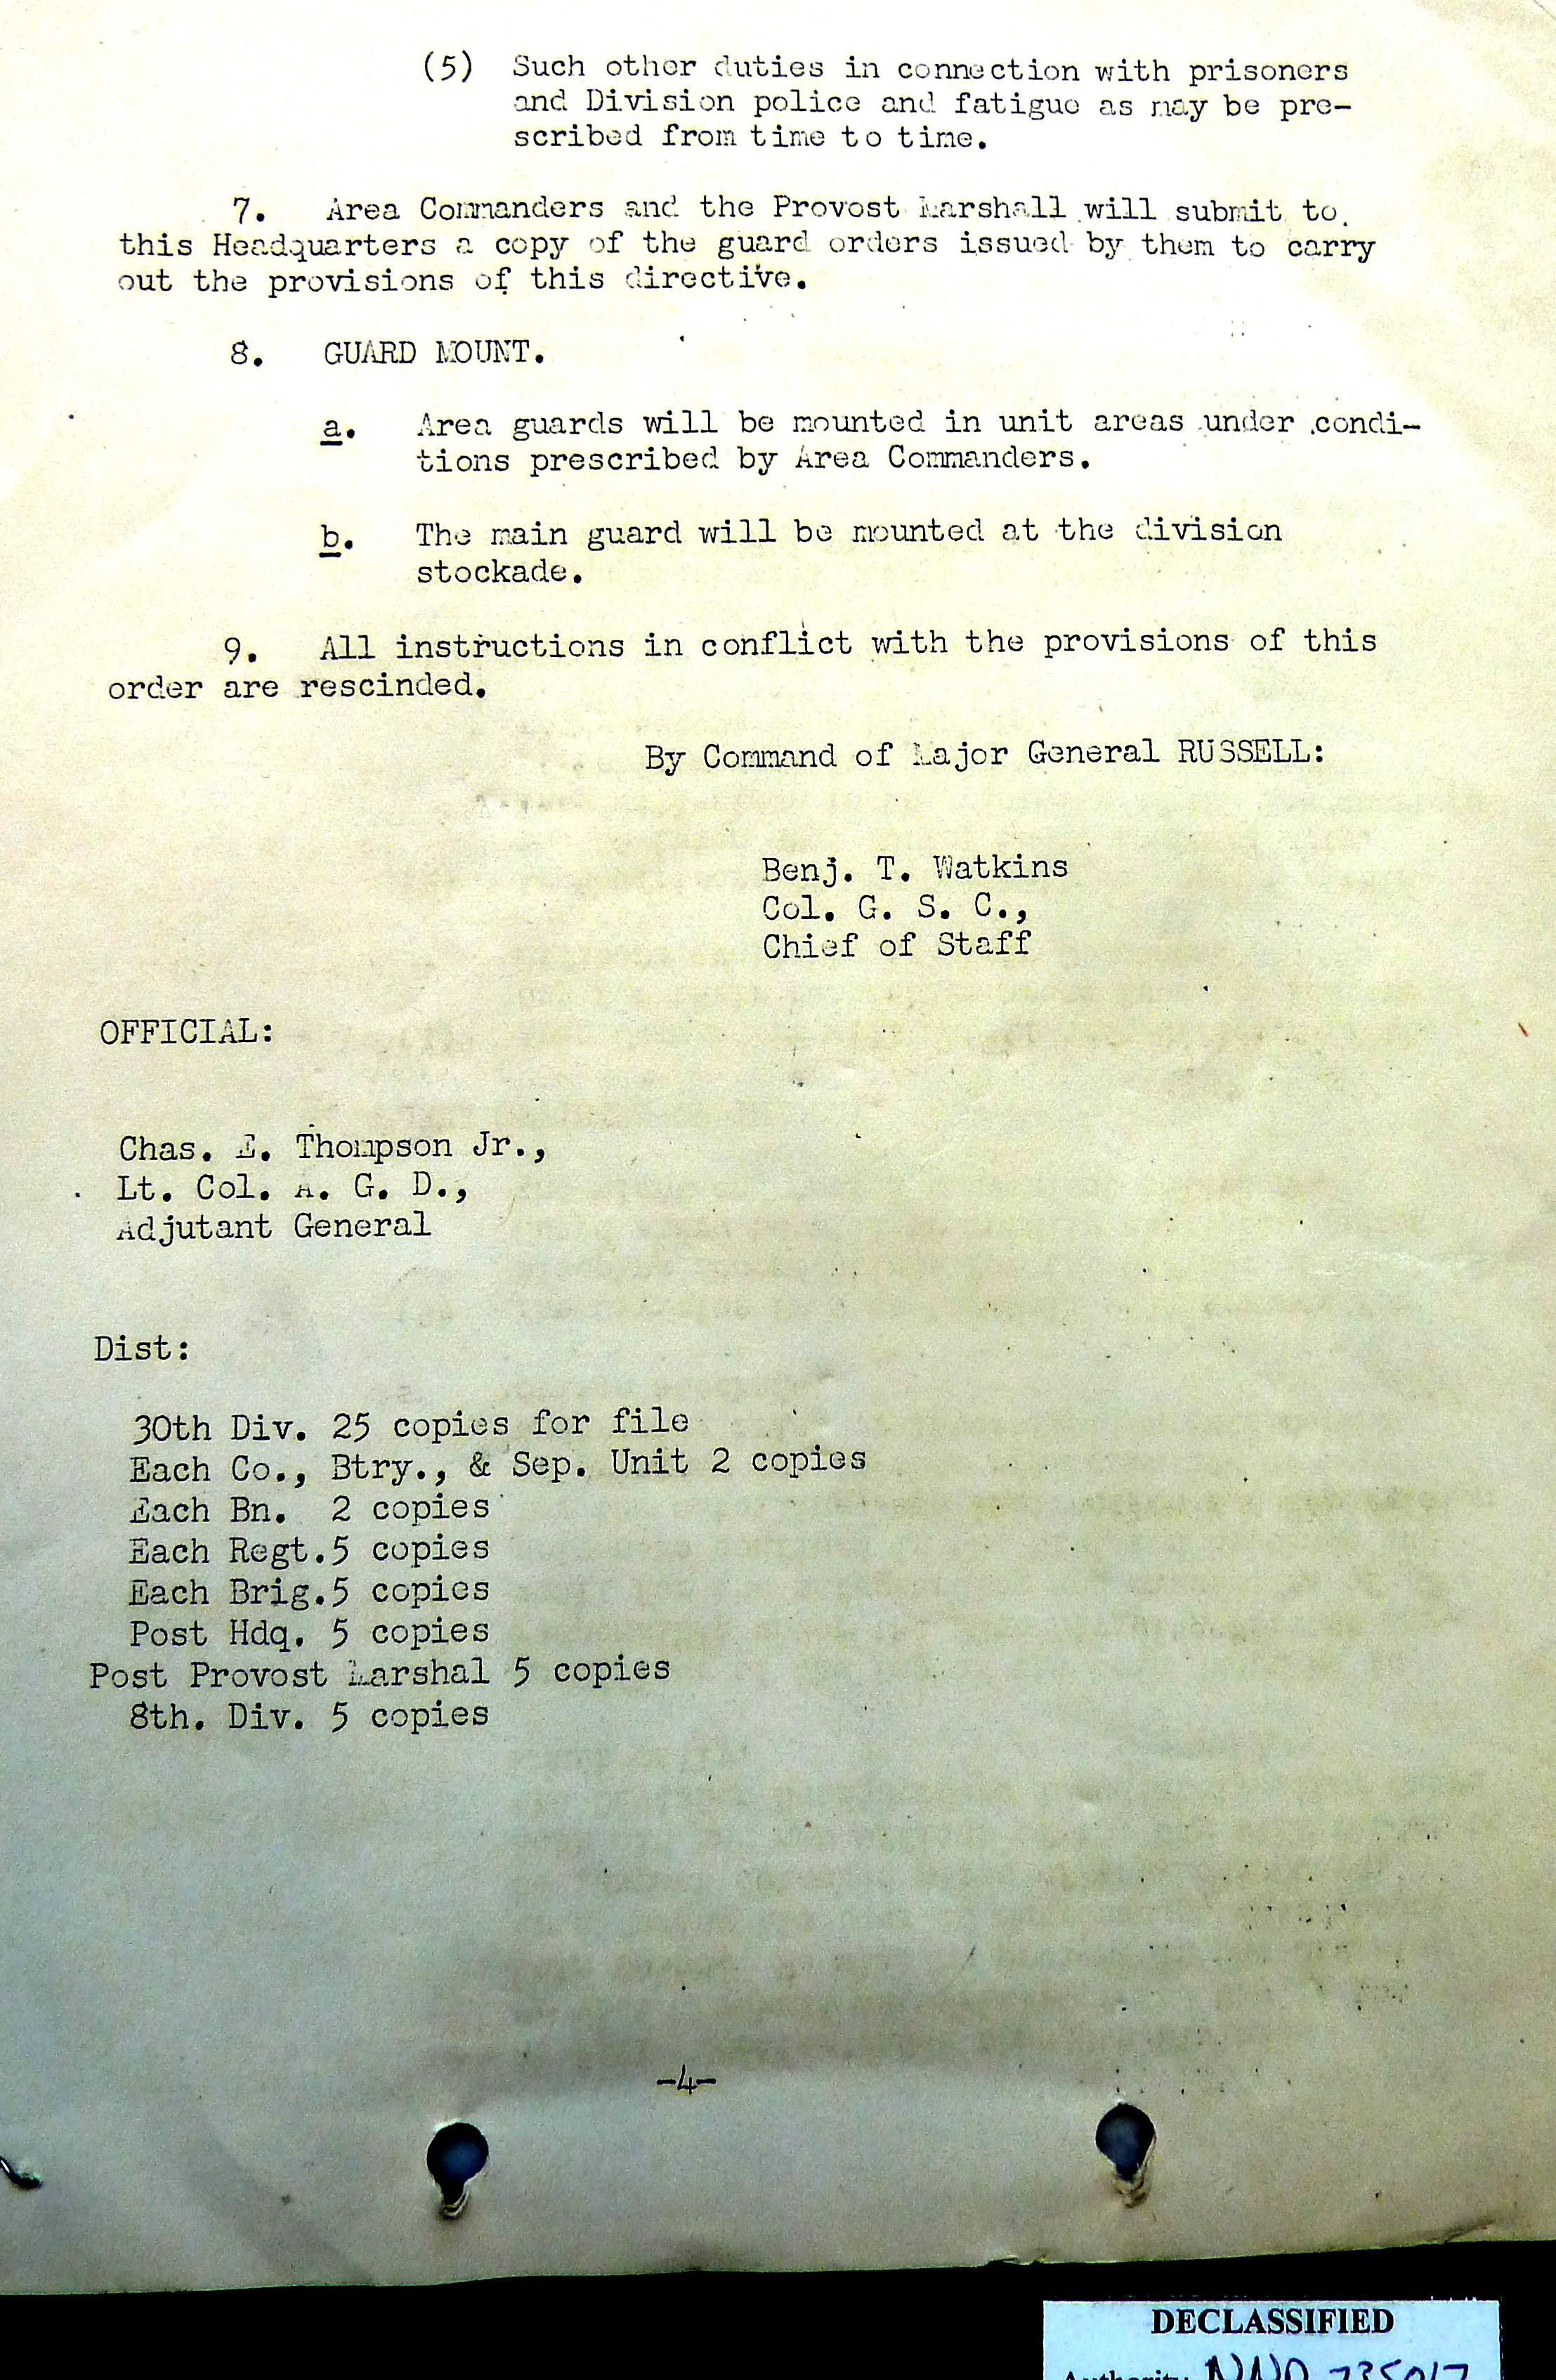 (5) Such other duties in connection with prisoners
and Division police and fatigue as may be pre-
scribed from time to time.
7. Area Commanders and the Provost Marshall will submit to
this Headquarters a copy of the guard orders issued by them to carry
out the provisions of this directive.
8. GUARD MOUNT.
a. Area guards will be mounted in unit areas under condi-
tions prescribed by Area Commanders.
b. The main guard will be mounted at the division
stockade.
9. All instructions in conflict with the provisions of this
order are rescinded.
By Command of Major General RUSSELL:
Benj. T. Watkins
Col. G. S. C.,
Chief of Staff
OFFICIAL:
Chas. E. Thompson Jr.,
Lt. Col. A. G. D.,
Adjutant General
Dist:
30th Div. 25 copies for file
Each Co., Btry., & Sep. Unit 2 copies
Each Bn. 2 copies
Each Regt.5 copies
Each Brig.5 copies
Post Hdq. 5 copies
Post Provost Marshal 5 copies
8th. Div. 5 copies
-4-
DECLASSIFIED
Authority NND 735017